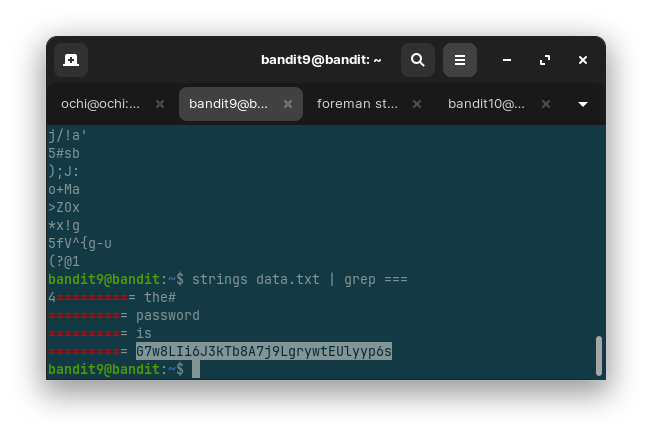 bandit9@bandit: ~
ochi@ochi:...
bandit9@b...
foreman st...
bandit10@...
j/!a'
5#sb
);J:
o+Ma
>ZOx
*x!g
5fV^{g-u
(?@1
bandit9@bandit:~$ strings data.txt | grep ===
4========== the#
========== password
========== is
========== G7w8LIi6J3kTb8A7j9LgrywtEUlyyp6s
bandit9@bandit:~$